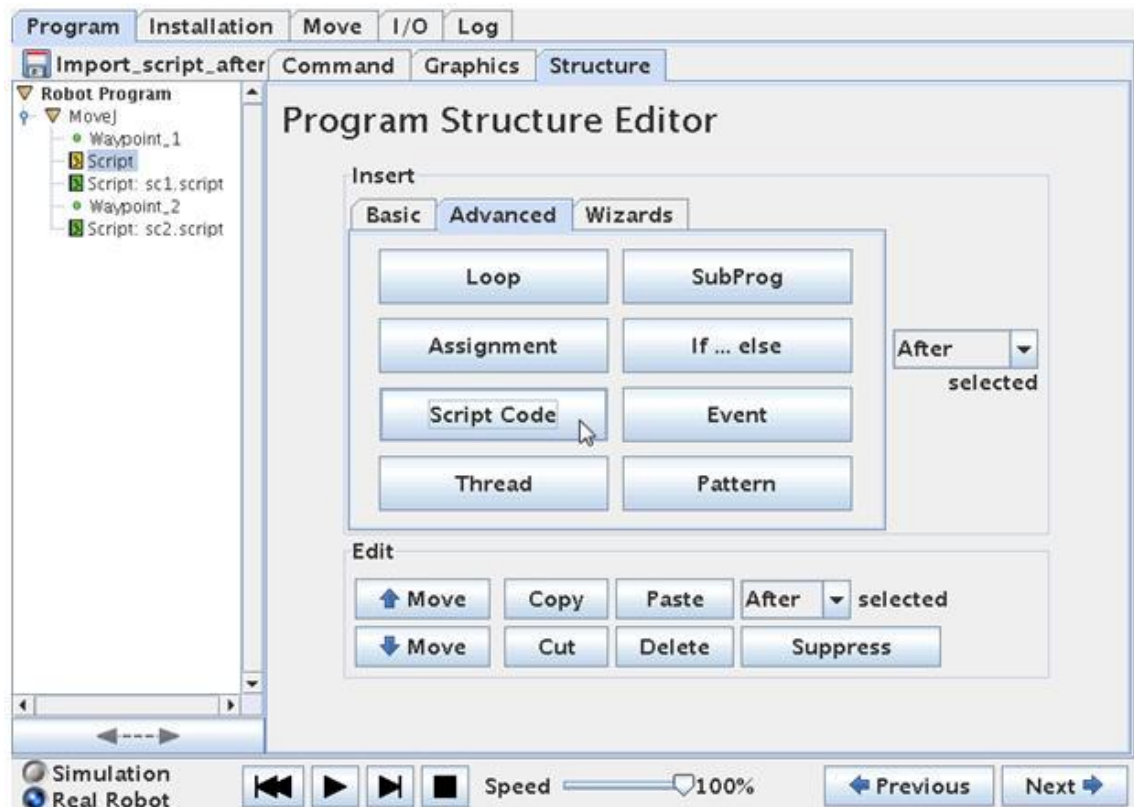 Program Installation Move I/O Log
Import_script_after Command Graphics Structure
Robot Program
MoveJ
Waypoint_1
Script
Script: sc1.script
Waypoint_2
Script: sc2.script
Program Structure Editor
Insert
Basic Advanced Wizards
Loop SubProg
Assignment If ... else
After
selected
Script Code Event
Thread Pattern
Edit
Move Copy Paste After selected
Move Cut Delete Suppress
Simulation
Real Robot
Speed 100% Previous Next